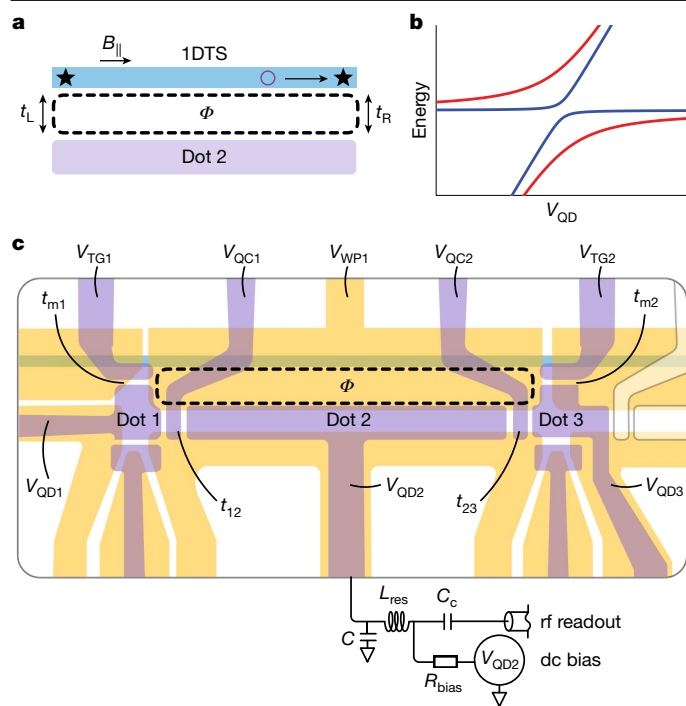 a
B∥
1DTS
t_L
Φ
t_R
Dot 2
b
Energy
V_QD
c
V_TG1
V_QC1
V_WP1
V_QC2
V_TG2
t_m1
t_m2
Φ
Dot 1
Dot 2
Dot 3
V_QD1
t_12
V_QD2
t_23
V_QD3
L_res
C_c
C
rf readout
R_bias
V_QD2
dc bias